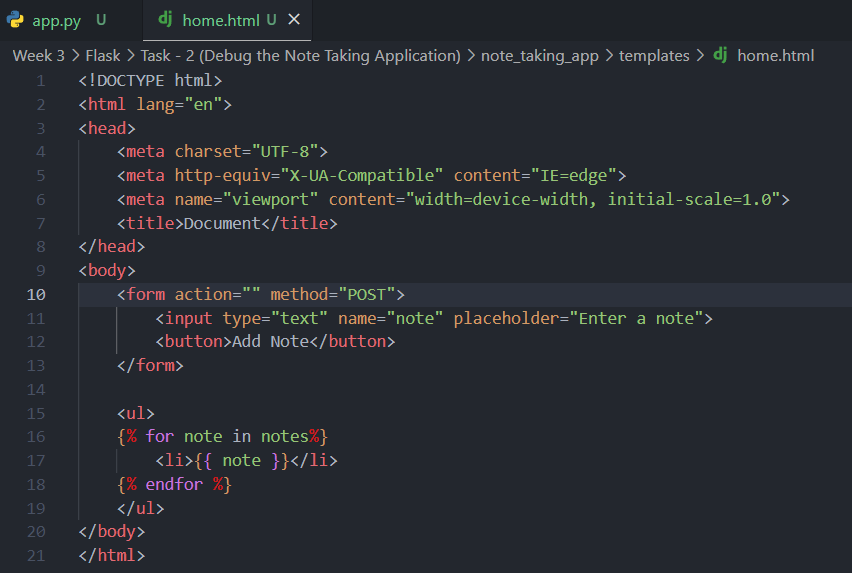 app.py U dj home.html U ×
Week 3 > Flask > Task - 2 (Debug the Note Taking Application) > note_taking_app > templates > dj home.html
1 <!DOCTYPE html>
2 <html lang="en">
3 <head>
4 <meta charset="UTF-8">
5 <meta http-equiv="X-UA-Compatible" content="IE=edge">
6 <meta name="viewport" content="width=device-width, initial-scale=1.0">
7 <title>Document</title>
8 </head>
9 <body>
10 <form action="" method="POST">
11 <input type="text" name="note" placeholder="Enter a note">
12 <button>Add Note</button>
13 </form>
14
15 <ul>
16 {% for note in notes%}
17 <li>{{ note }}</li>
18 {% endfor %}
19 </ul>
20 </body>
21 </html>